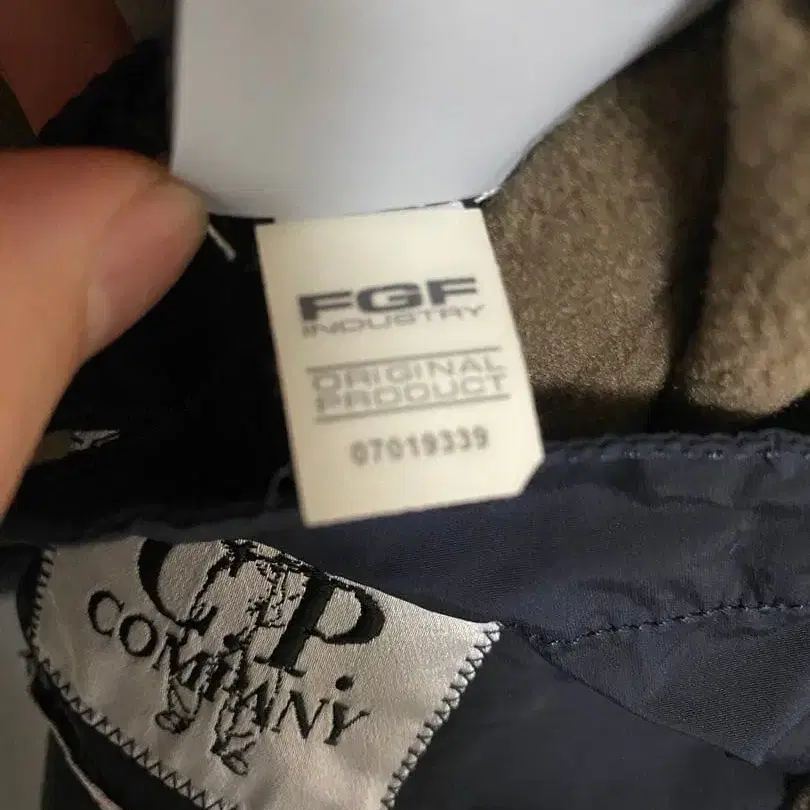 FGF
INDUSTRY
ORIGINAL
PRODUCT
07019339
C.P.
COMPANY